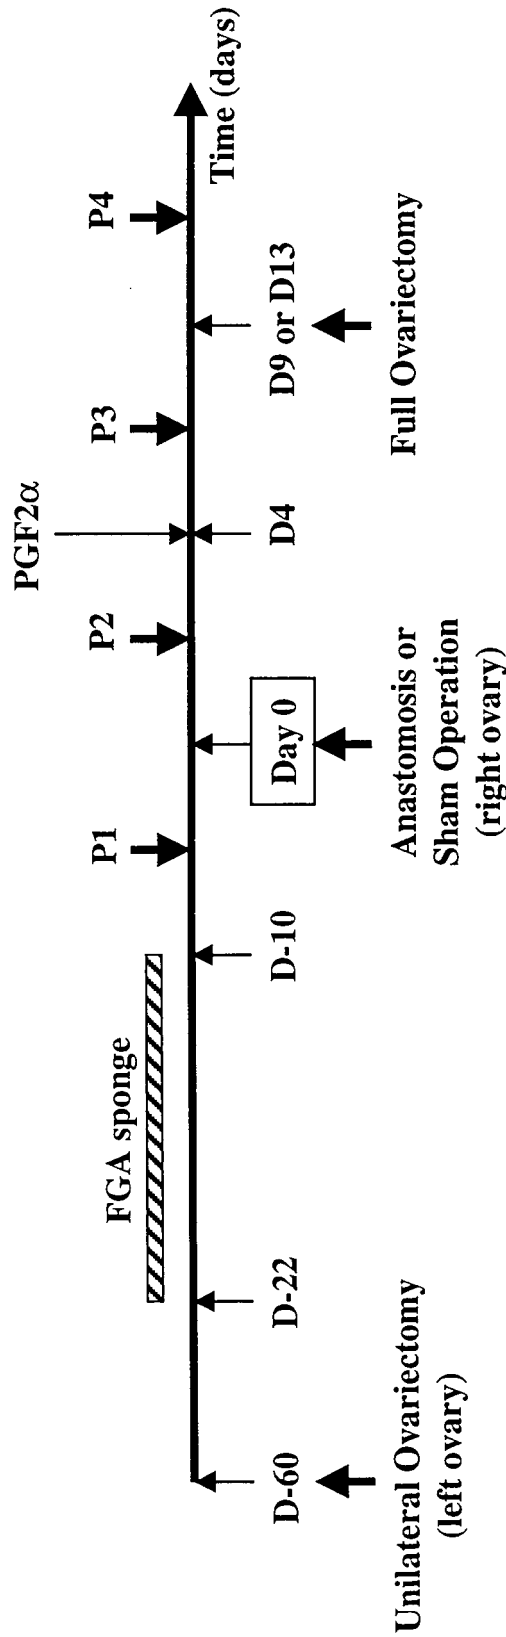 PGF2α
P1
P2
P3
P4
FGA sponge
Time (days)
D-60
D-22
D-10
Day 0
D4
D9 or D13
Unilateral Ovariectomy
(left ovary)
Anastomosis or
Sham Operation
(right ovary)
Full Ovariectomy